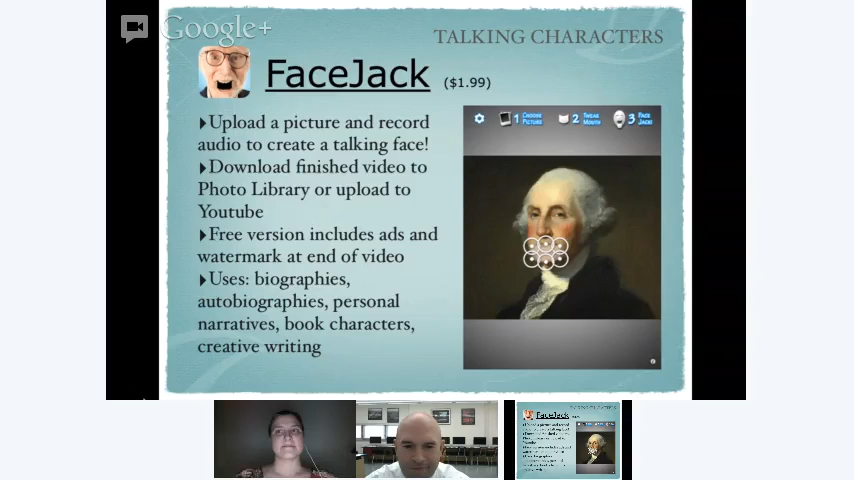 Google+
TALKING CHARACTERS
FaceJack ($1.99)
‣Upload a picture and record
audio to create a talking face!
‣Download finished video to
Photo Library or upload to
Youtube
‣Free version includes ads and
watermark at end of video
‣Uses: biographies,
autobiographies, personal
narratives, book characters,
creative writing
1 CHOOSE PICTURE
2 TWEAK MOUTH
3 FACE JACK!
FaceJack